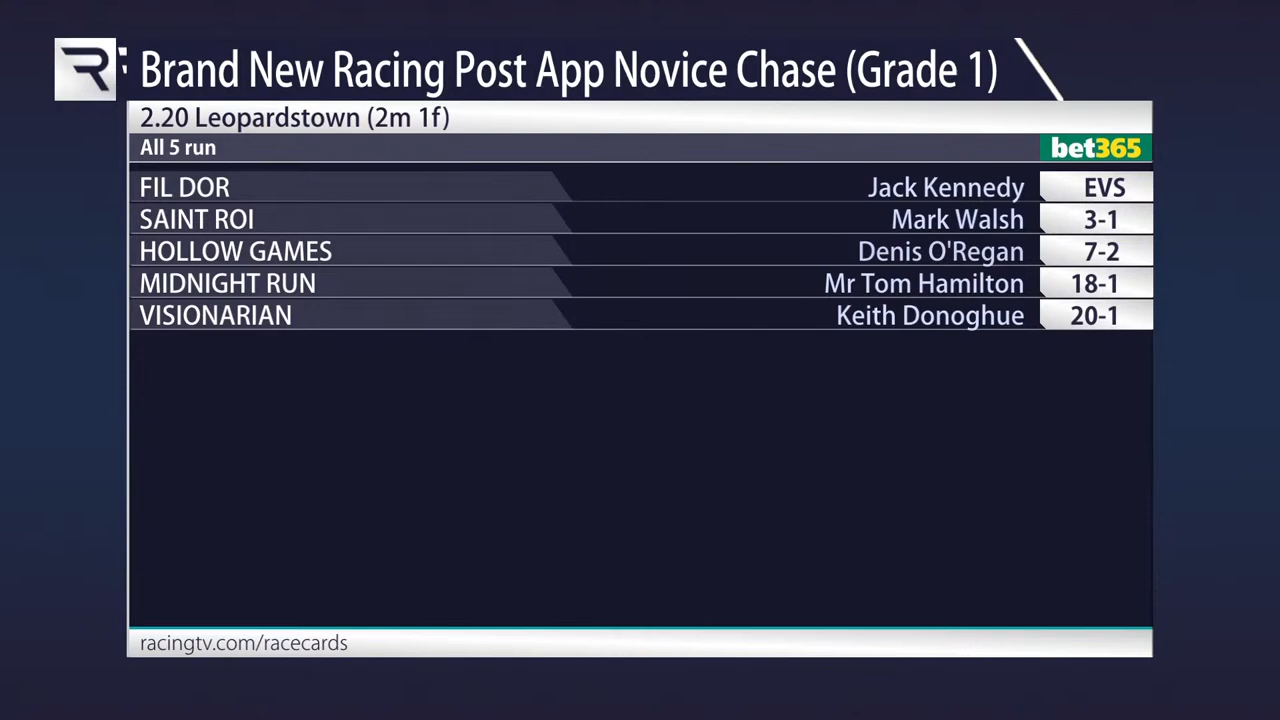 Brand New Racing Post App Novice Chase (Grade 1)
2.20 Leopardstown (2m 1f)
All 5 run bet365
FIL DOR Jack Kennedy EVS
SAINT ROI Mark Walsh 3-1
HOLLOW GAMES Denis O'Regan 7-2
MIDNIGHT RUN Mr Tom Hamilton 18-1
VISIONARIAN Keith Donoghue 20-1
racingtv.com/racecards